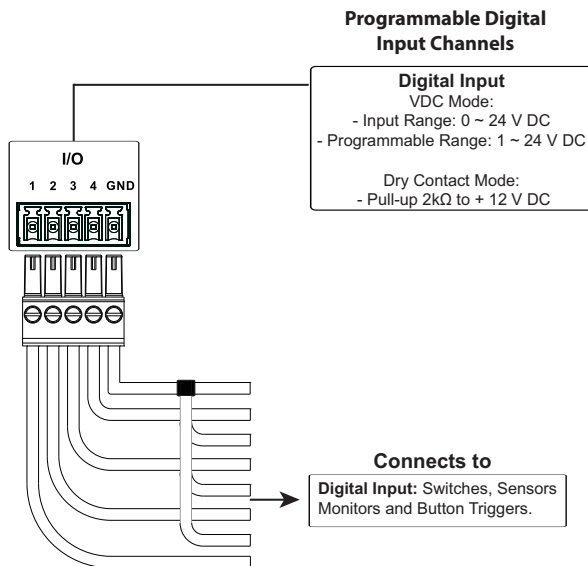 Programmable Digital
Input Channels
Digital Input
VDC Mode:
- Input Range: 0 ~ 24 V DC
- Programmable Range: 1 ~ 24 V DC
Dry Contact Mode:
- Pull-up 2kΩ to + 12 V DC
I/O
1 2 3 4 GND
Connects to
Digital Input: Switches, Sensors
Monitors and Button Triggers.